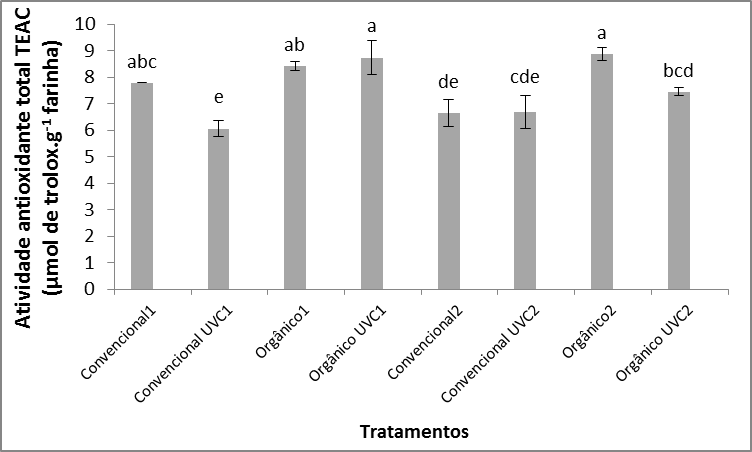 Atividade antioxidante total TEAC
(μmol de trolox.g⁻¹ farinha)
10
9
8
7
6
5
4
3
2
1
0
abc
e
ab
a
de
cde
a
bcd
Convencional1
Convencional UVC1
Orgânico1
Orgânico UVC1
Convencional2
Convencional UVC2
Orgânico2
Orgânico UVC2
Tratamentos